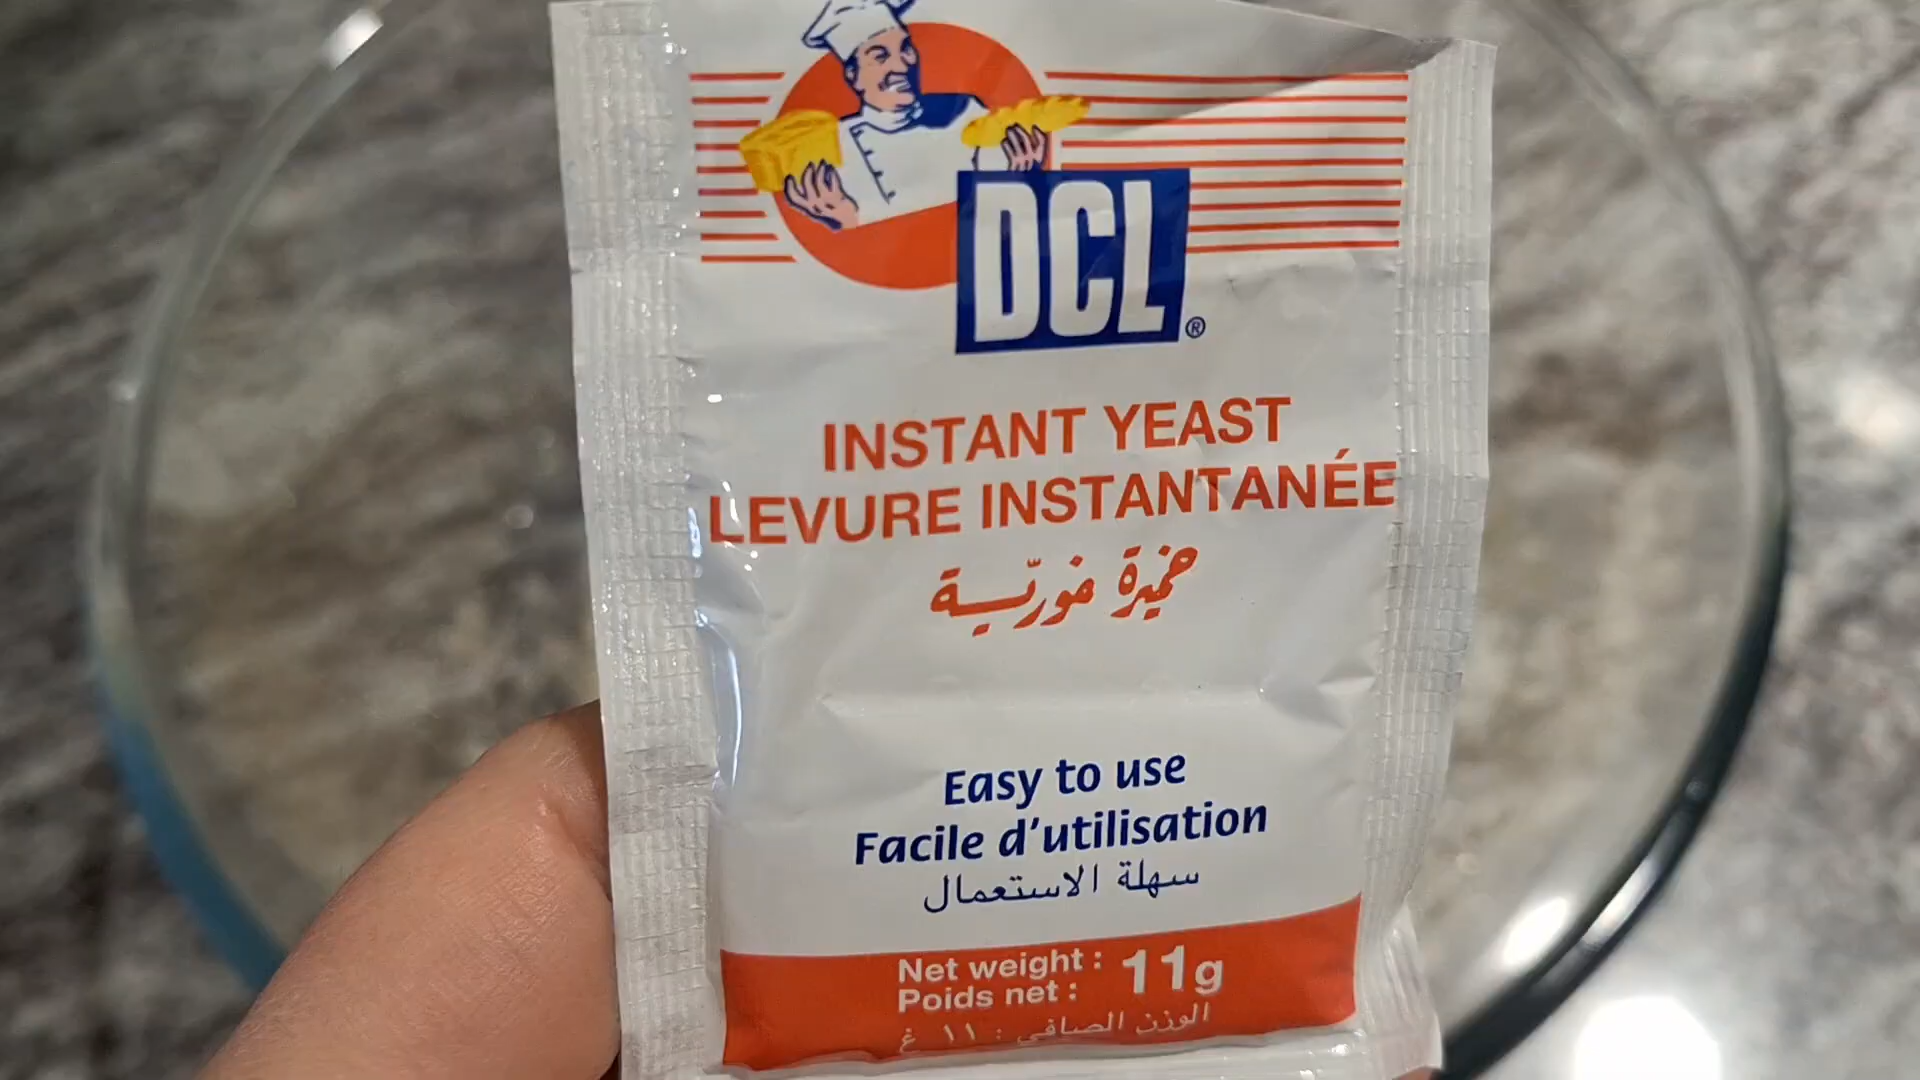 DCL®
INSTANT YEAST
LEVURE INSTANTANÉE
خميرة فوريّة
Easy to use
Facile d'utilisation
سهلة الاستعمال
Net weight : 11g
Poids net :
الوزن الصافي : ١١ غ